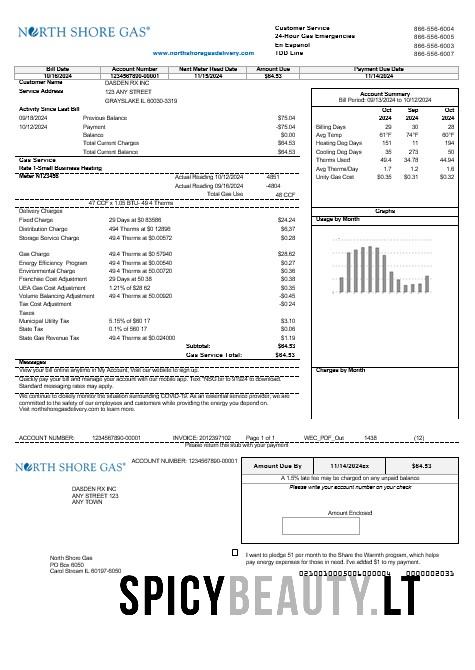 NORTH SHORE GAS®
Customer Service 866-556-6004
24-Hour Gas Emergencies 866-556-6005
En Espanol 866-556-6003
TDD Line 866-556-6007
www.northshoregasdelivery.com
Bill Date Account Number Next Meter Read Date Amount Due Payment Due Date
10/16/2024 1234567890-00001 11/15/2024 $64.53 11/14/2024
Customer Name DASDEN RX INC
Service Address 123 ANY STREET
GRAYSLAKE IL 60030-3319
Activity Since Last Bill
09/18/2024 Previous Balance $75.04
10/12/2024 Payment -$75.04
Balance $0.00
Total Current Charges $64.53
Total Current Balance $64.53
Gas Service
Rate 1-Small Business Heating
Meter NT23456 Actual Reading 10/12/2024 4851
Actual Reading 09/16/2024 -4804
Total Gas Use 48 CCF
47 CCF x 1.05 BTU- 49.4 Therms
Delivery Charges
Fixed Charge 29 Days @ $0 83586 $24.24
Distribution Charge 494 Therms @ $0 12896 $6.37
Storage Service Charge 49.4 Therms @ $0.00572 $0.28
Gas Charge 49.4 Therms @ $0.57940 $28.62
Energy Efficiency Program 49.4 Therms @ $0.00540 $0.27
Environmental Charge 49.4 Therms @ $0.00720 $0.36
Franchise Cost Adjustment 29 Days @ $0.38 $0.38
UEA Gas Cost Adjustment 1.21% of $28 62 $0.35
Volume Balancing Adjustment 49.4 Therms @ $0.00920 -$0.45
Tax Cost Adjustment -$0.24
Taxes
Municipal Utility Tax 5.15% of $60 17 $3.10
State Tax 0.1% of $60 17 $0.06
State Gas Revenue Tax 49.4 Therms @ $0.024000 $1.19
Subtotal: $64.53
Gas Service Total: $64.53
Messages
View your bill online anytime in My Account, Visit our website to sign up.
Quickly pay your bill and manage your account with our mobile app. Text "NSG" to 91924 to download.
Standard messaging rates may apply.
We continue to closely monitor the situation surrounding COVID-19. As an essential service provider, we are
committed to the safety of our employees and customers while providing the energy you depend on.
Visit northshoregasdelivery.com to learn more.
Account Summary
Bill Period: 09/13/2024 to 10/12/2024
Oct Sep Oct
2024 2024 2023
Billing Days 29 30 28
Avg Temp 61°F 74°F 60°F
Heating Deg Days 151 11 194
Cooling Deg Days 35 273 50
Therms Used 49.4 34.78 44.94
Avg Therms/Day 1.7 1.2 1.6
Unity Gas Cost $0.35 $0.31 $0.32
Graphs
Usage by Month
Charges by Month
ACCOUNT NUMBER: 1234567890-00001 INVOICE: 2012397102 Page 1 of 1 WEC_PDF_Out 1438 (12)
Please return this stub with payment
NORTH SHORE GAS®
ACCOUNT NUMBER: 1234567890-00001
Amount Due By 11/14/2024 $64.53
A 1.5% late fee may be charged on any unpaid balance
Please write your account number on your check
Amount Enclosed
DASDEN RX INC
ANY STREET 123
ANY TOWN
North Shore Gas
PO Box 6050
Carol Stream IL 60197-6050
I want to pledge $1 per month to the Share the Warmth program, which helps
pay energy expenses for those in need. I've added $1 to my payment.
SPICYBEAUTY.LT